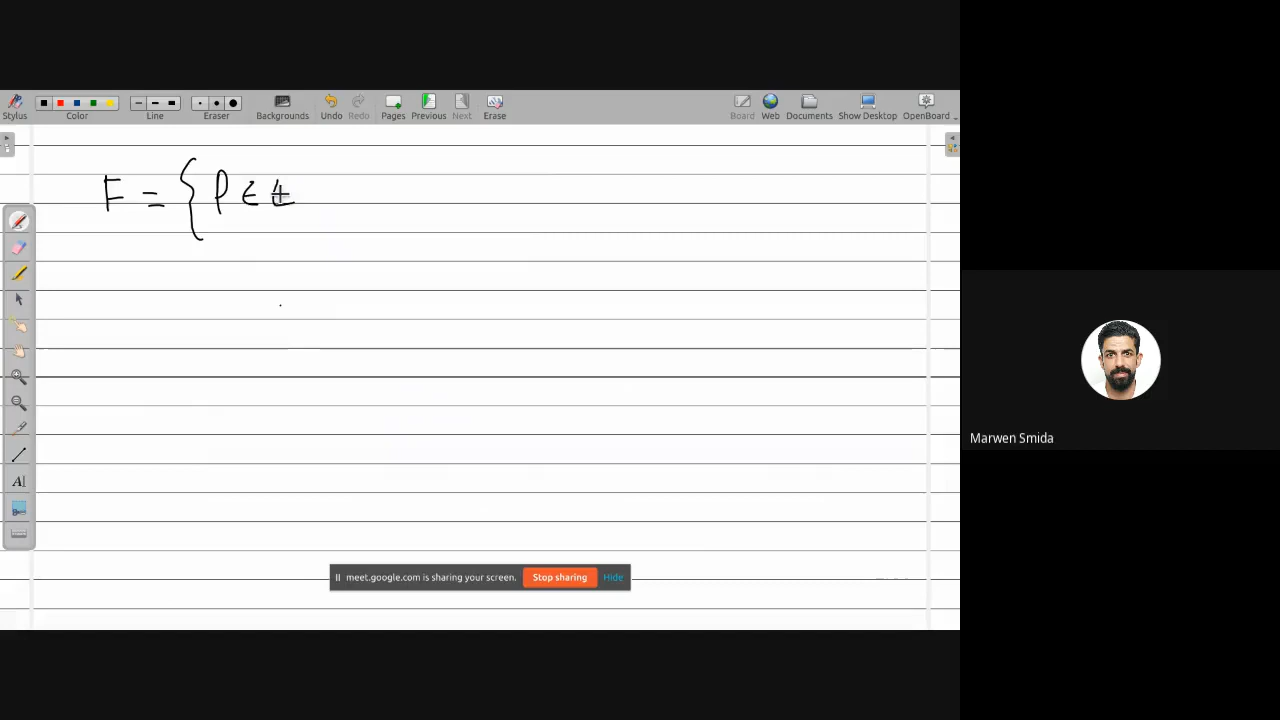 Stylus
Color
Line
Eraser
Backgrounds
Undo
Redo
Pages
Previous
Next
Erase
Board
Web
Documents
Show Desktop
OpenBoard
F = { P ∈ E
A
meet.google.com is sharing your screen.
Stop sharing
Hide
Marwen Smida